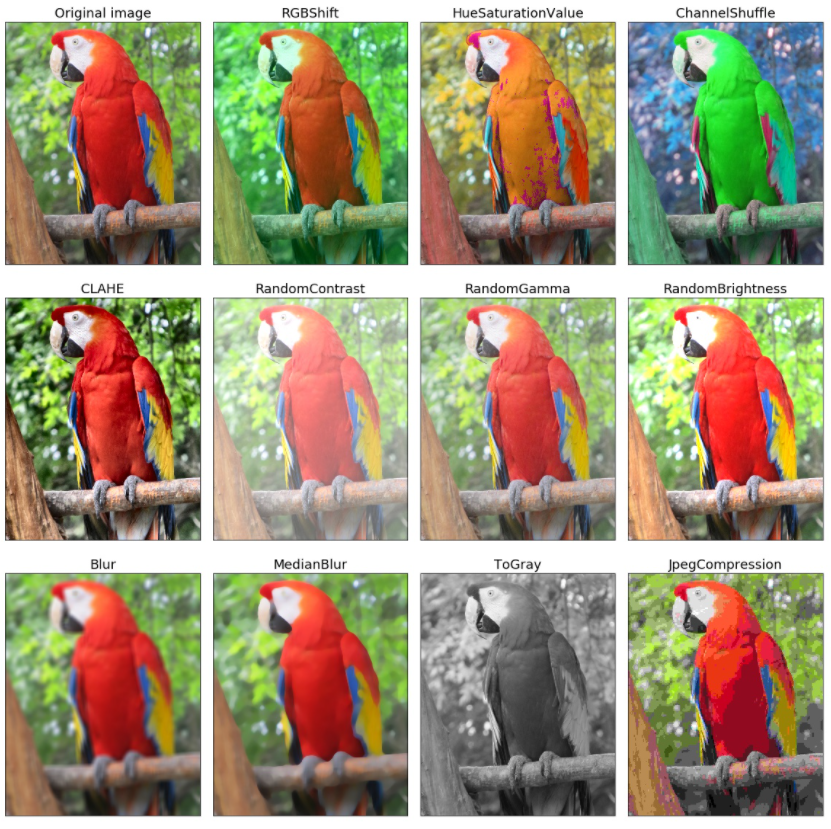 Original image
RGBShift
HueSaturationValue
ChannelShuffle
CLAHE
RandomContrast
RandomGamma
RandomBrightness
Blur
MedianBlur
ToGray
JpegCompression